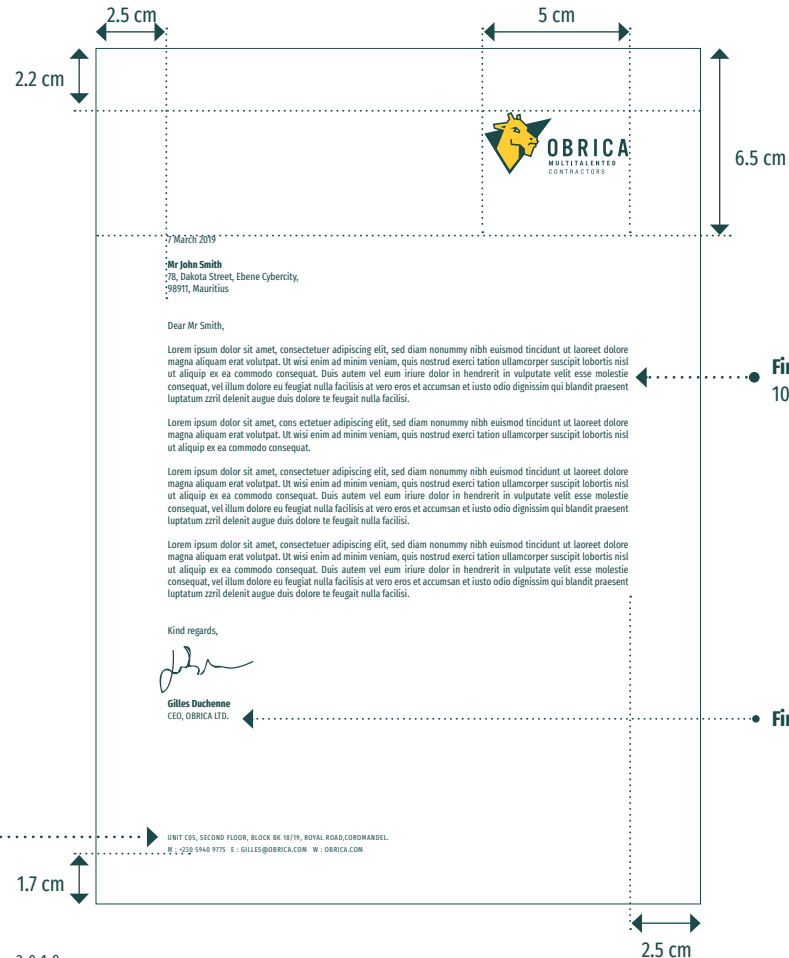 2.5 cm
5 cm
2.2 cm
6.5 cm
OBRICA
MULTITALENTED
CONTRACTORS
7 March 2019
Mr John Smith
78, Dakota Street, Ebene Cybercity,
98911, Mauritius
Dear Mr Smith,
Lorem ipsum dolor sit amet, consectetuer adipiscing elit, sed diam nonummy nibh euismod tincidunt ut laoreet dolore
magna aliquam erat volutpat. Ut wisi enim ad minim veniam, quis nostrud exerci tation ullamcorper suscipit lobortis nisl
ut aliquip ex ea commodo consequat. Duis autem vel eum iriure dolor in hendrerit in vulputate velit esse molestie
consequat, vel illum dolore eu feugiat nulla facilisis at vero eros et accumsan et iusto odio dignissim qui blandit praesent
luptatum zzril delenit augue duis dolore te feugait nulla facilisi.
10
Lorem ipsum dolor sit amet, cons ectetuer adipiscing elit, sed diam nonummy nibh euismod tincidunt ut laoreet dolore
magna aliquam erat volutpat. Ut wisi enim ad minim veniam, quis nostrud exerci tation ullamcorper suscipit lobortis nisl
ut aliquip ex ea commodo consequat.
Lorem ipsum dolor sit amet, consectetuer adipiscing elit, sed diam nonummy nibh euismod tincidunt ut laoreet dolore
magna aliquam erat volutpat. Ut wisi enim ad minim veniam, quis nostrud exerci tation ullamcorper suscipit lobortis nisl
ut aliquip ex ea commodo consequat. Duis autem vel eum iriure dolor in hendrerit in vulputate velit esse molestie
consequat, vel illum dolore eu feugiat nulla facilisis at vero eros et accumsan et iusto odio dignissim qui blandit praesent
luptatum zzril delenit augue duis dolore te feugait nulla facilisi.
Lorem ipsum dolor sit amet, consectetuer adipiscing elit, sed diam nonummy nibh euismod tincidunt ut laoreet dolore
magna aliquam erat volutpat. Ut wisi enim ad minim veniam, quis nostrud exerci tation ullamcorper suscipit lobortis nisl
ut aliquip ex ea commodo consequat. Duis autem vel eum iriure dolor in hendrerit in vulputate velit esse molestie
consequat, vel illum dolore eu feugiat nulla facilisis at vero eros et accumsan et iusto odio dignissim qui blandit praesent
luptatum zzril delenit augue duis dolore te feugait nulla facilisi.
Kind regards,
Gilles Duchenne
CEO, OBRICA LTD.
UNIT C05, SECOND FLOOR, BLOCK BK 18/19, ROYAL ROAD,COROMANDEL.
M : +230 5940 9775 E : GILLES@OBRICA.COM W : OBRICA.COM
1.7 cm
2.5 cm